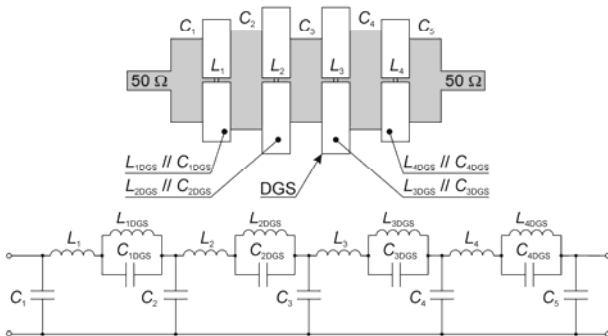 C1 C2 C3 C4 C5
L1 L2 L3 L4
50 Ω 50 Ω
L1DGS // C1DGS L4DGS // C4DGS
L2DGS // C2DGS DGS L3DGS // C3DGS
L1DGS L2DGS L3DGS L4DGS
L1 C1DGS L2 C2DGS L3 C3DGS L4 C4DGS
C1 C2 C3 C4 C5